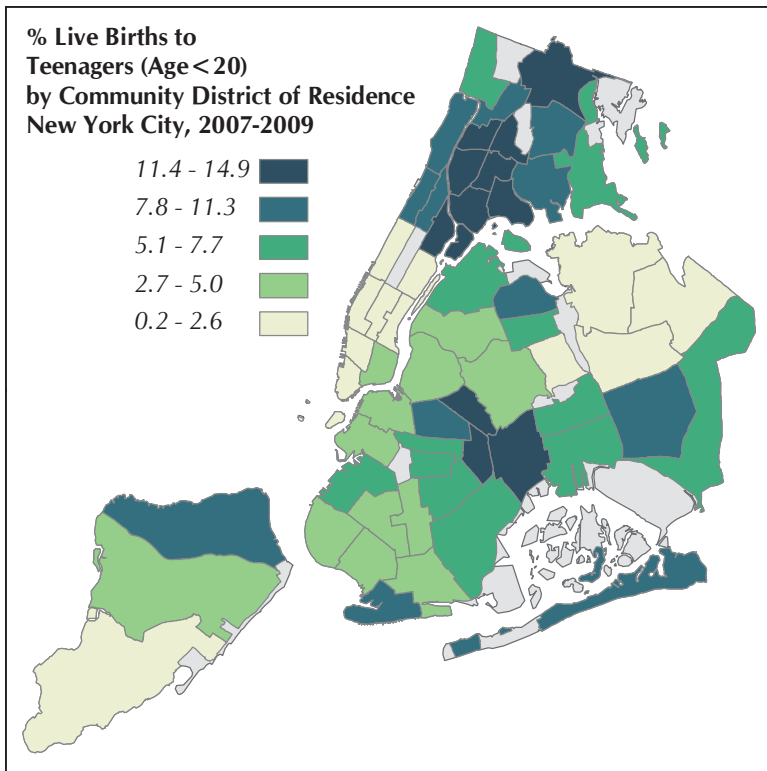 % Live Births to
Teenagers (Age<20)
by Community District of Residence
New York City, 2007-2009
11.4 - 14.9
7.8 - 11.3
5.1 - 7.7
2.7 - 5.0
0.2 - 2.6